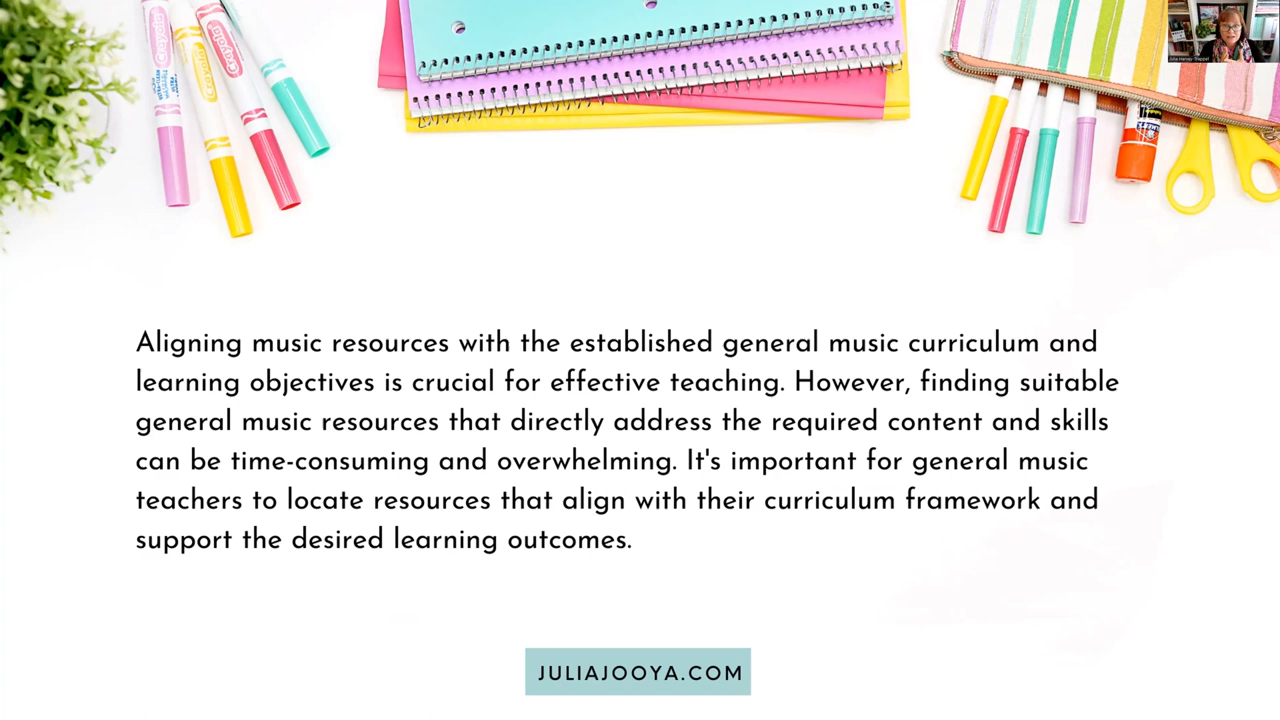 Crayola
Crayola
Crayola
Aligning music resources with the established general music curriculum and
learning objectives is crucial for effective teaching. However, finding suitable
general music resources that directly address the required content and skills
can be time-consuming and overwhelming. It's important for general music
teachers to locate resources that align with their curriculum framework and
support the desired learning outcomes.
JULIAJOOYA.COM